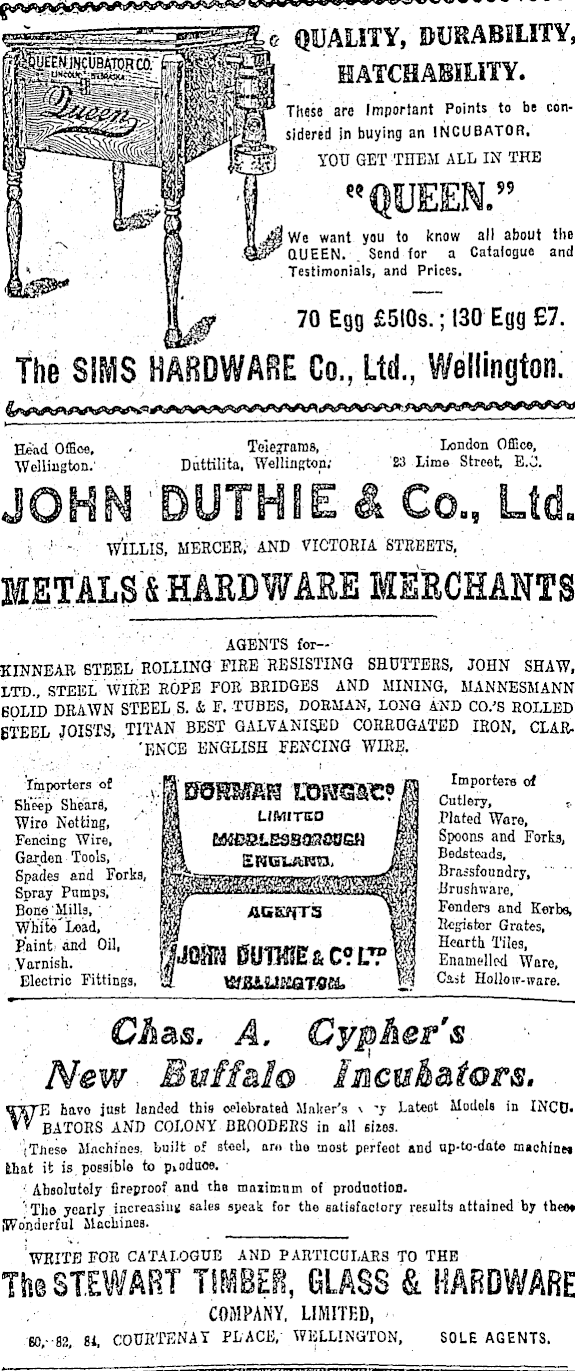 QUEEN INCUBATOR CO.
LINCOLN NEBRASKA
Queen
QUALITY, DURABILITY,
HATCHABILITY.
These are Important Points to be con-
sidered in buying an INCUBATOR.
YOU GET THEM ALL IN THE
"QUEEN."
We want you to know all about the
QUEEN. Send for a Catalogue and
Testimonials, and Prices.
70 Egg £510s.; 130 Egg £7.
The SIMS HARDWARE Co., Ltd., Wellington.
Head Office,
Wellington.
Telegrams,
Duttilita, Wellington.
London Office,
23 Lime Street, E.C.
JOHN DUTHIE & Co., Ltd.
WILLIS, MERCER, AND VICTORIA STREETS,
METALS & HARDWARE MERCHANTS
AGENTS for--
KINNEAR STEEL ROLLING FIRE RESISTING SHUTTERS, JOHN SHAW,
LTD., STEEL WIRE ROPE FOR BRIDGES AND MINING, MANNESMANN
SOLID DRAWN STEEL S. & F. TUBES, DORMAN, LONG AND CO.'S ROLLED
STEEL JOISTS, TITAN BEST GALVANISED CORRUGATED IRON, CLAR-
ENCE ENGLISH FENCING WIRE.
Importers of
Sheep Shears,
Wire Netting,
Fencing Wire,
Garden Tools,
Spades and Forks,
Spray Pumps,
Bone Mills,
White Lead,
Paint and Oil,
Varnish.
Electric Fittings,
DORMAN LONG & Co
LIMITED
MIDDLESBOROUGH
ENGLAND.
AGENTS
JOHN DUTHIE & Co LTD
WELLINGTON.
Importers of
Cutlery,
Plated Ware,
Spoons and Forks,
Bedsteads,
Brassfoundry,
Brushware,
Fenders and Kerbs,
Register Grates,
Hearth Tiles,
Enamelled Ware,
Cast Hollow-ware.
Chas. A. Cypher's
New Buffalo Incubators.
WE have just landed this celebrated Maker's Latest Models in INCU-
BATORS AND COLONY BROODERS in all sizes.
These Machines, built of steel, are the most perfect and up-to-date machines
that it is possible to produce.
Absolutely fireproof and the maximum of production.
The yearly increasing sales speak for the satisfactory results attained by these
Wonderful Machines.
WRITE FOR CATALOGUE AND PARTICULARS TO THE
The STEWART TIMBER, GLASS & HARDWARE
COMPANY, LIMITED,
80, 82, 84, COURTENAY PLACE, WELLINGTON, SOLE AGENTS.